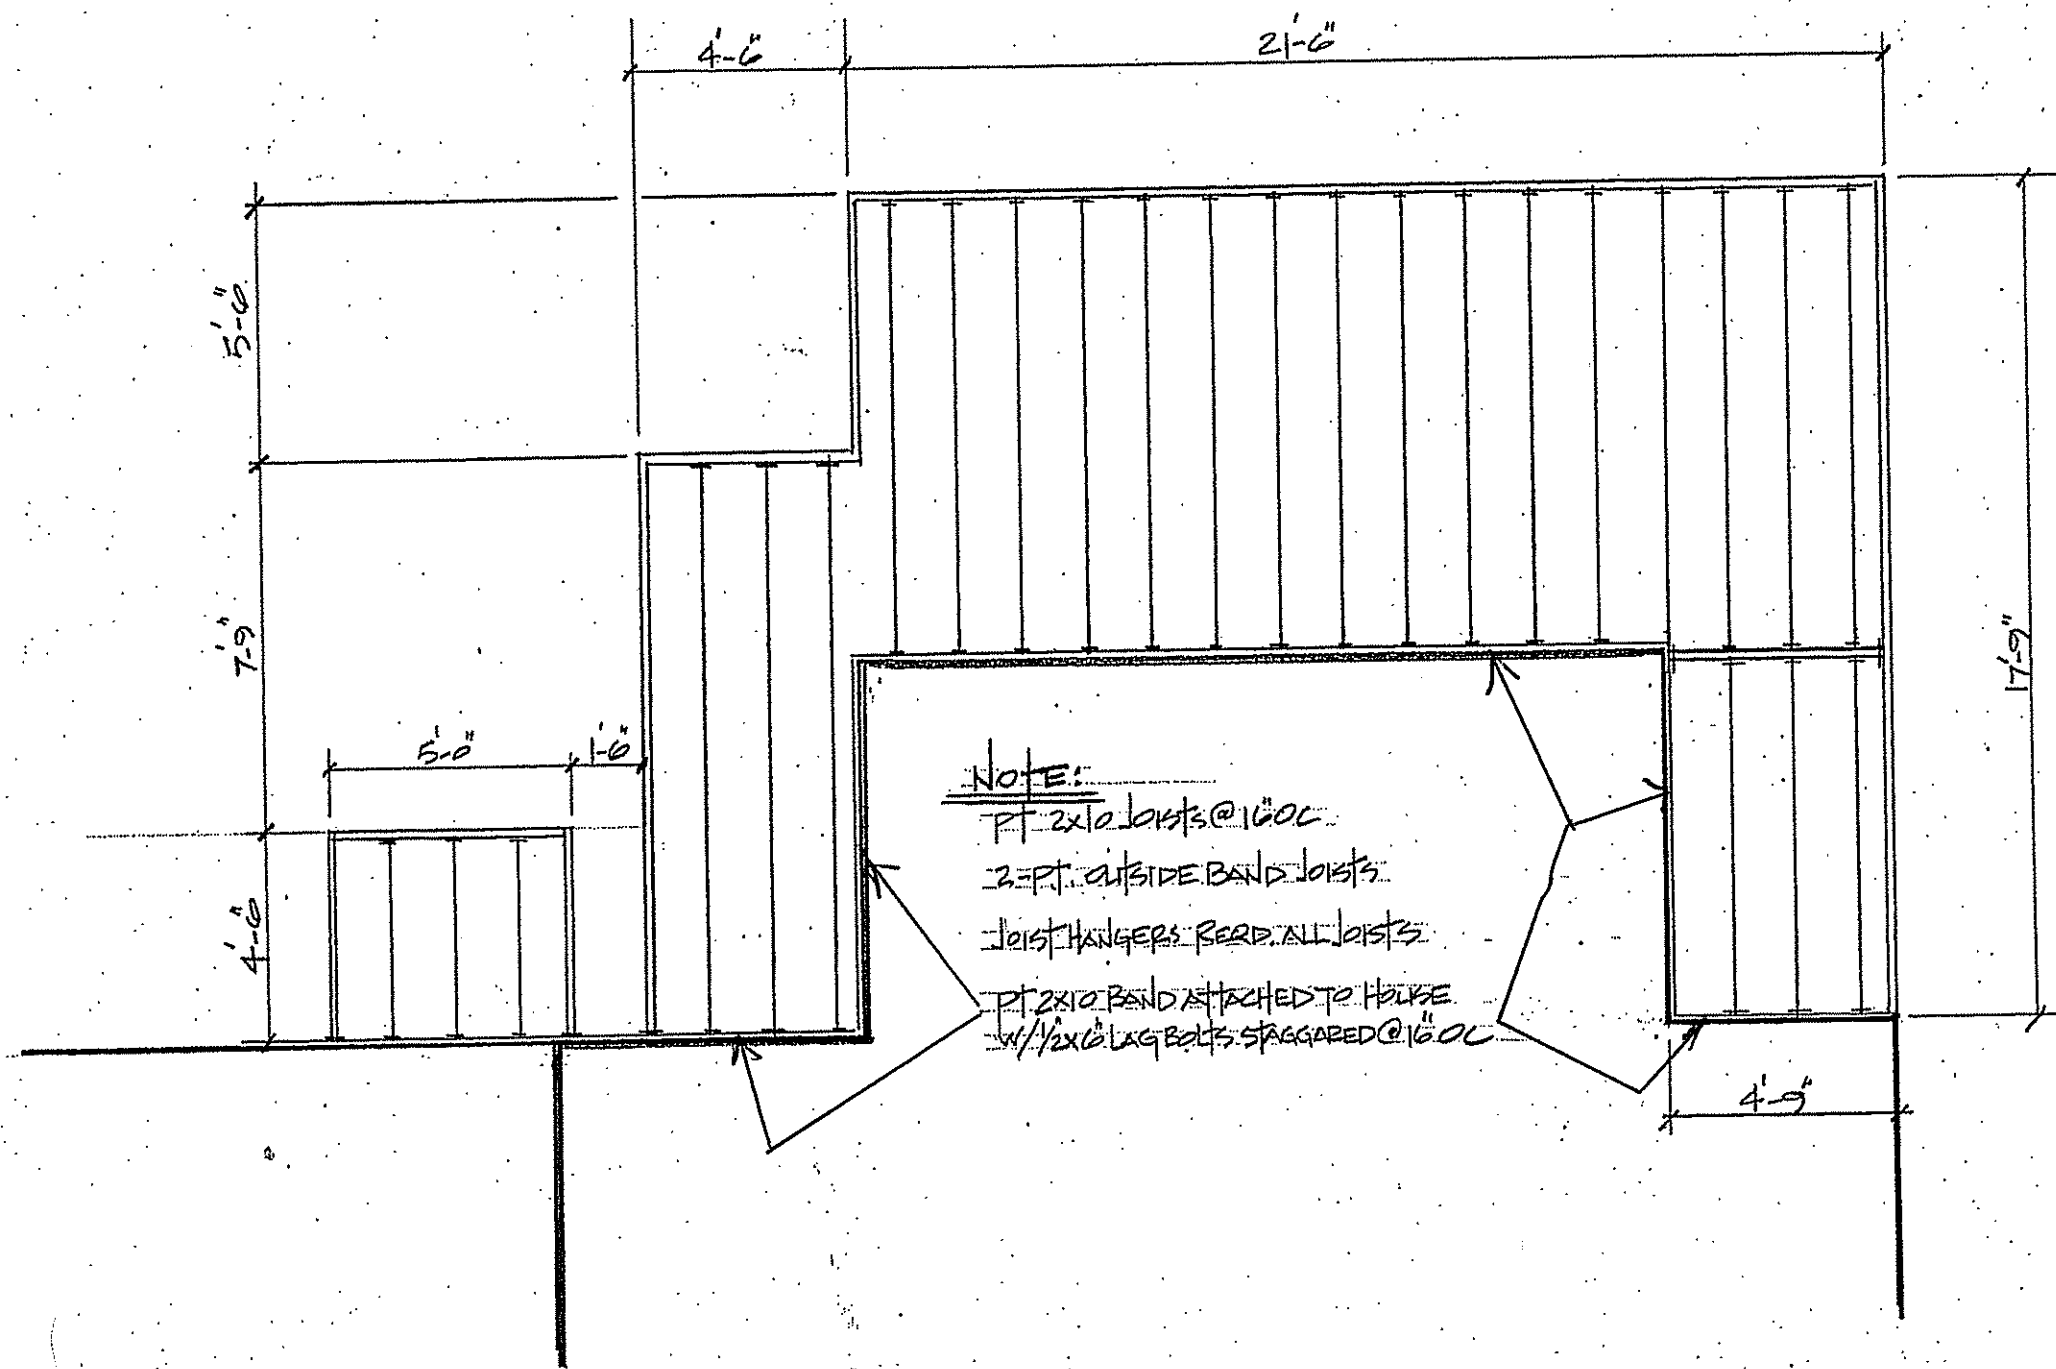 4'-6"
21'-6"
5'-6"
7'-9"
17'-9"
5'-0"
1'-6"
4'-6"
NOTE:
PT 2x10 JOISTS @ 16" OC
2-PT. OUTSIDE BAND JOISTS
JOIST HANGERS REQD. ALL JOISTS
PT 2X10 BAND ATTACHED TO HOUSE
W/ 1/2"X6" LAG BOLTS STAGGARED @ 16" OC
4'-9"